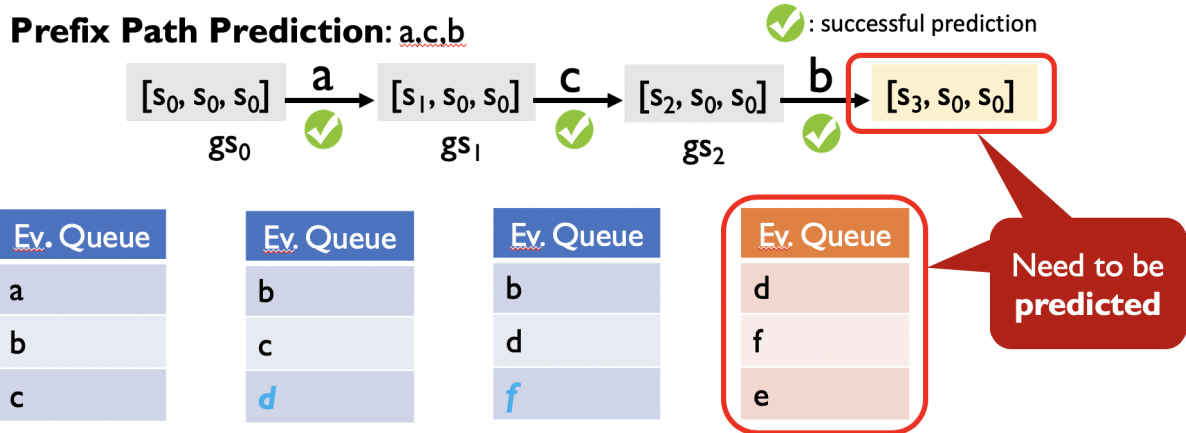 Prefix Path Prediction: a,c,b
: successful prediction
a
c
b
[s₀, s₀, s₀]
[s₁, s₀, s₀]
[s₂, s₀, s₀]
[s₃, s₀, s₀]
gs₀
gs₁
gs₂
Ev. Queue
a
b
c
Ev. Queue
b
c
d
Ev. Queue
b
d
f
Ev. Queue
d
f
e
Need to be
predicted